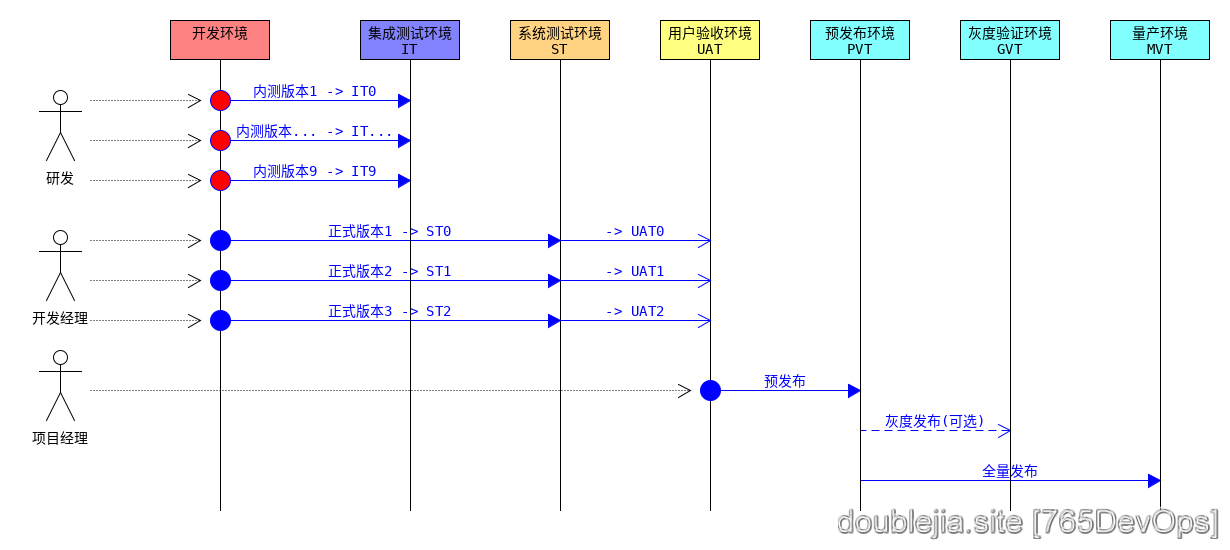 开发环境
集成测试环境
IT
系统测试环境
ST
用户验收环境
UAT
预发布环境
PVT
灰度验证环境
GVT
量产环境
MVT
内测版本1 -> IT0
内测版本... -> IT...
内测版本9 -> IT9
研发
正式版本1 -> ST0
-> UAT0
正式版本2 -> ST1
-> UAT1
正式版本3 -> ST2
-> UAT2
开发经理
预发布
灰度发布(可选)
项目经理
全量发布
doublejia.site [765DevOps]